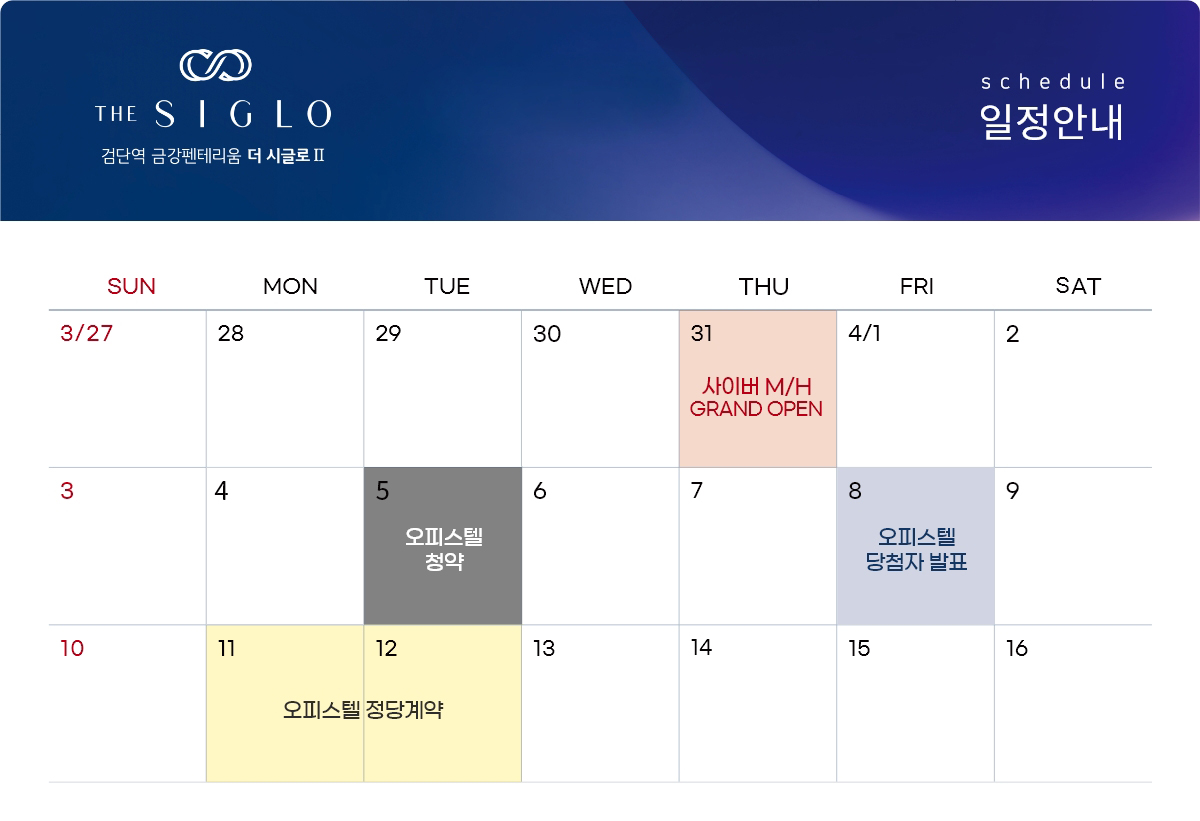 THE SIGLO
검단역 금강펜테리움 더 시글로 II
schedule
일정안내
SUN MON TUE WED THU FRI SAT
3/27 28 29 30 31 4/1 2
사이버 M/H
GRAND OPEN
3 4 5 6 7 8 9
오피스텔
청약
오피스텔
당첨자 발표
10 11 12 13 14 15 16
오피스텔 정당계약